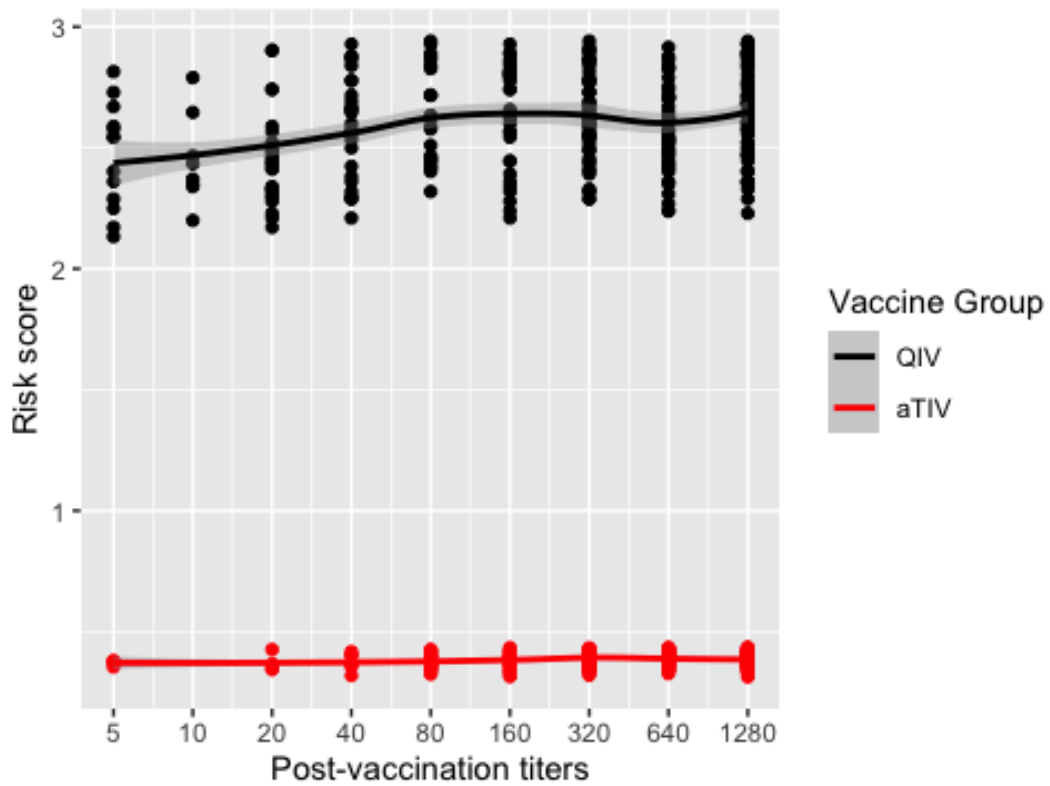 3
2
1
Risk score
5 10 20 40 80 160 320 640 1280
Post-vaccination titers
Vaccine Group
QIV
aTIV